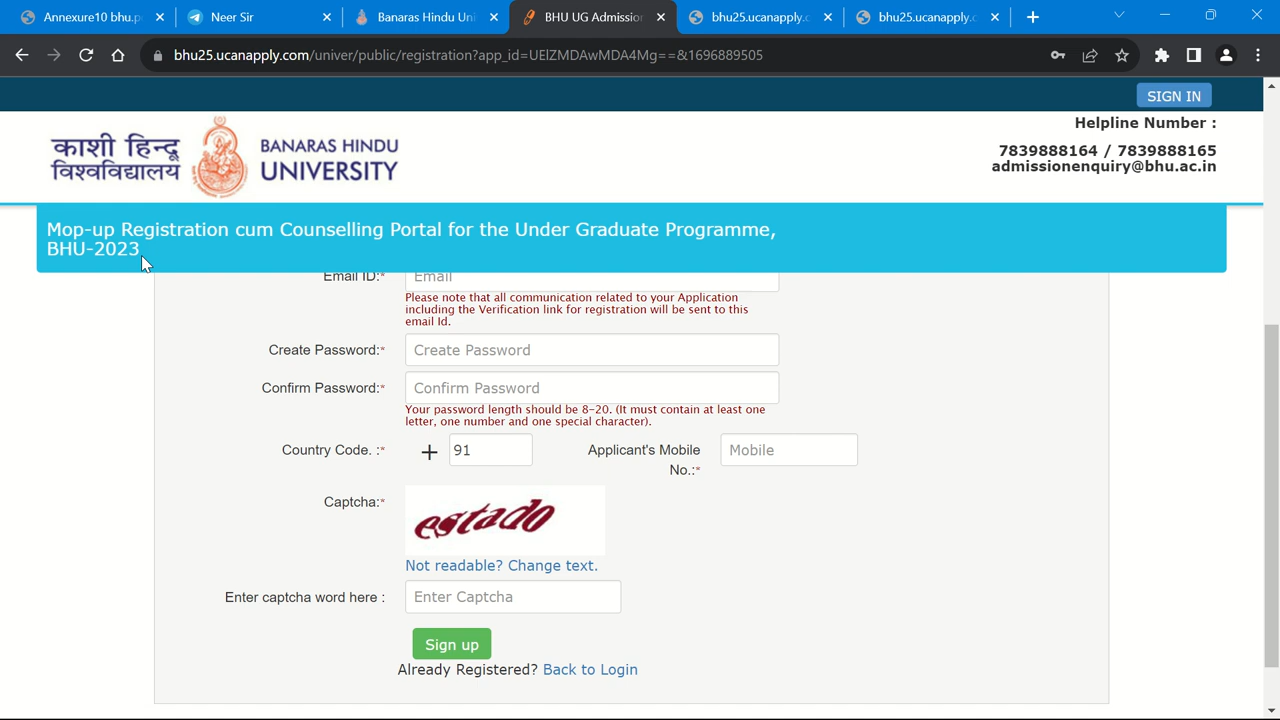 Annexure10 bhu.p
Neer Sir
Banaras Hindu Uni
BHU UG Admissio
bhu25.ucanapply.c
bhu25.ucanapply.c
bhu25.ucanapply.com/univer/public/registration?app_id=UElZMDAwMDA4Mg==&1696889505
SIGN IN
काशी हिन्दू
विश्वविद्यालय
BANARAS HINDU
UNIVERSITY
Helpline Number :
7839888164 / 7839888165
admissionenquiry@bhu.ac.in
Mop-up Registration cum Counselling Portal for the Under Graduate Programme,
BHU-2023
Email ID:* Email
Please note that all communication related to your Application
including the Verification link for registration will be sent to this
email Id.
Create Password:* Create Password
Confirm Password:* Confirm Password
Your password length should be 8-20. (It must contain at least one
letter, one number and one special character).
Country Code. :* + 91 Applicant's Mobile Mobile
No.:*
Captcha:* estado
Not readable? Change text.
Enter captcha word here : Enter Captcha
Sign up
Already Registered? Back to Login